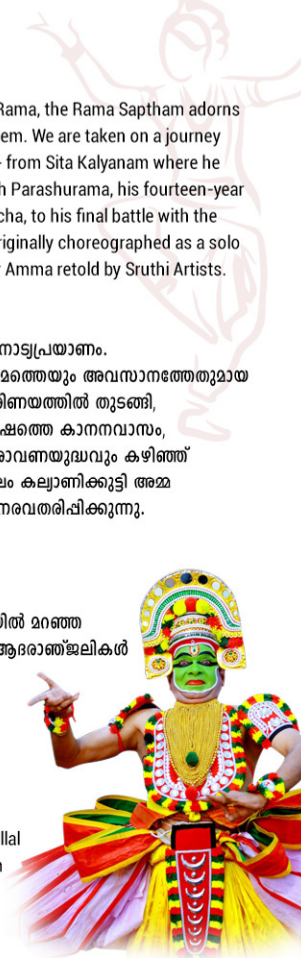 Rama, the Rama Saptham adorns
em. We are taken on a journey
- from Sita Kalyanam where he
h Parashurama, his fourteen-year
cha, to his final battle with the
riginally choreographed as a solo
Amma retold by Sruthi Artists.
നാട്യപ്രയാണം.
മത്തെയും അവസാനത്തേതുമായ
രിണയത്തിൽ തുടങ്ങി,
ഷത്തെ കാനനവാസം,
രാവണയുദ്ധവും കഴിഞ്ഞ്
ലം കല്യാണിക്കുട്ടി അമ്മ
നരവതരിപ്പിക്കുന്നു.
യിൽ മറഞ്ഞ
ആദരാഞ്ജലികൾ
llal